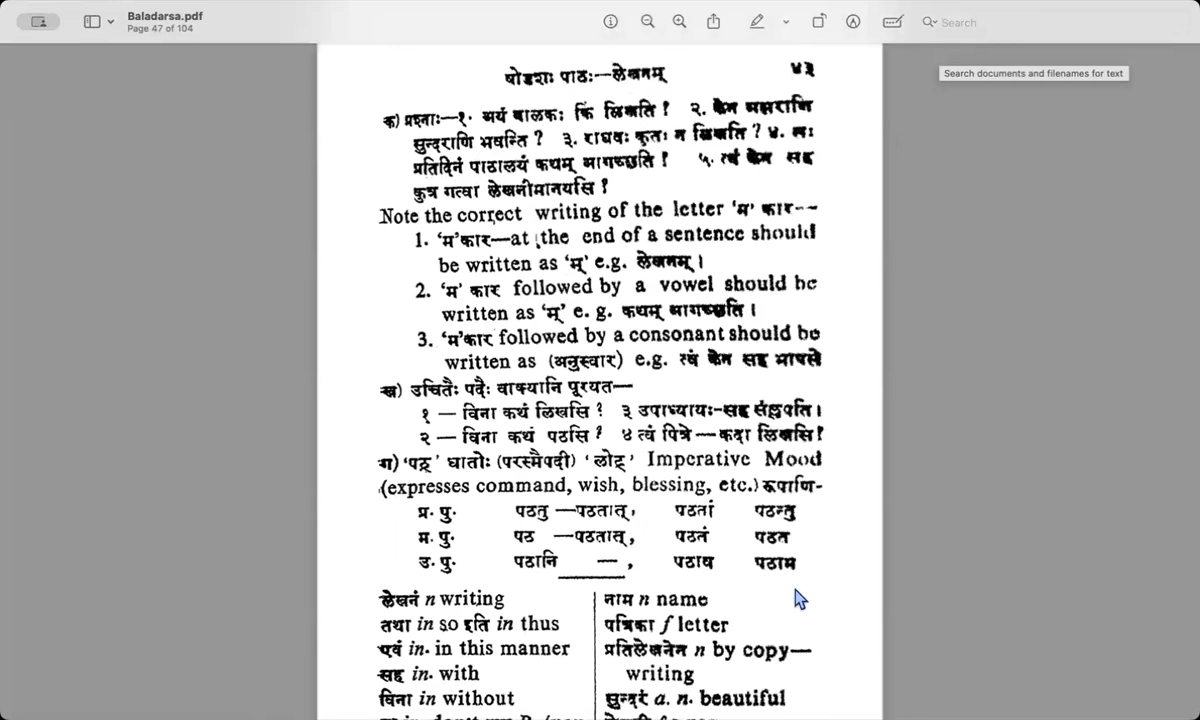 Baladarsa.pdf
Page 47 of 104
Search
Search documents and filenames for text
षोडशः पाठः—लेखनम् ४३
क) प्रश्नाः—१. अयं बालकः किं लिखति ? २. केन अक्षराणि
सुन्दराणि भवन्ति ? ३. राघवः कुतः न लिखति ? ४. सः
प्रतिदिनं पाठालयं कथम् आगच्छति ! ५. त्वं केन सह
कुत्र गत्वा लेखनीमानयसि ?
Note the correct writing of the letter ‘म’ कार--
1. ‘म’कार—at the end of a sentence should
be written as ‘म्’ e.g. लेखनम् ।
2. ‘म’ कार followed by a vowel should be
written as ‘म्’ e. g. कथम् आगच्छति ।
3. ‘म’कार followed by a consonant should be
written as (अनुस्वार) e.g. त्वं केन सह भाषसे
ख) उचितैः पदैः वाक्यानि पूरयत—
१ — विना कथं लिखसि ? ३ उपाध्यायः-सह संलपति ।
२ — विना कथं पठसि ? ४ त्वं पित्रे — कदा लिखसि !
ग) ‘पठ्’ धातोः (परस्मैपदी) ‘लोट्’ Imperative Mood
(expresses command, wish, blessing, etc.) रूपाणि-
प्र. पु. पठतु —पठतात्, पठतां पठन्तु
म. पु. पठ —पठतात्, पठतं पठत
उ. पु. पठानि —, पठाव पठाम
लेखनं n writing
तथा in so इति in thus
एवं in. in this manner
सह in. with
विना in without
नाम n name
पत्रिका f letter
प्रतिलेखनेन n by copy—
writing
सुन्दरं a. n. beautiful